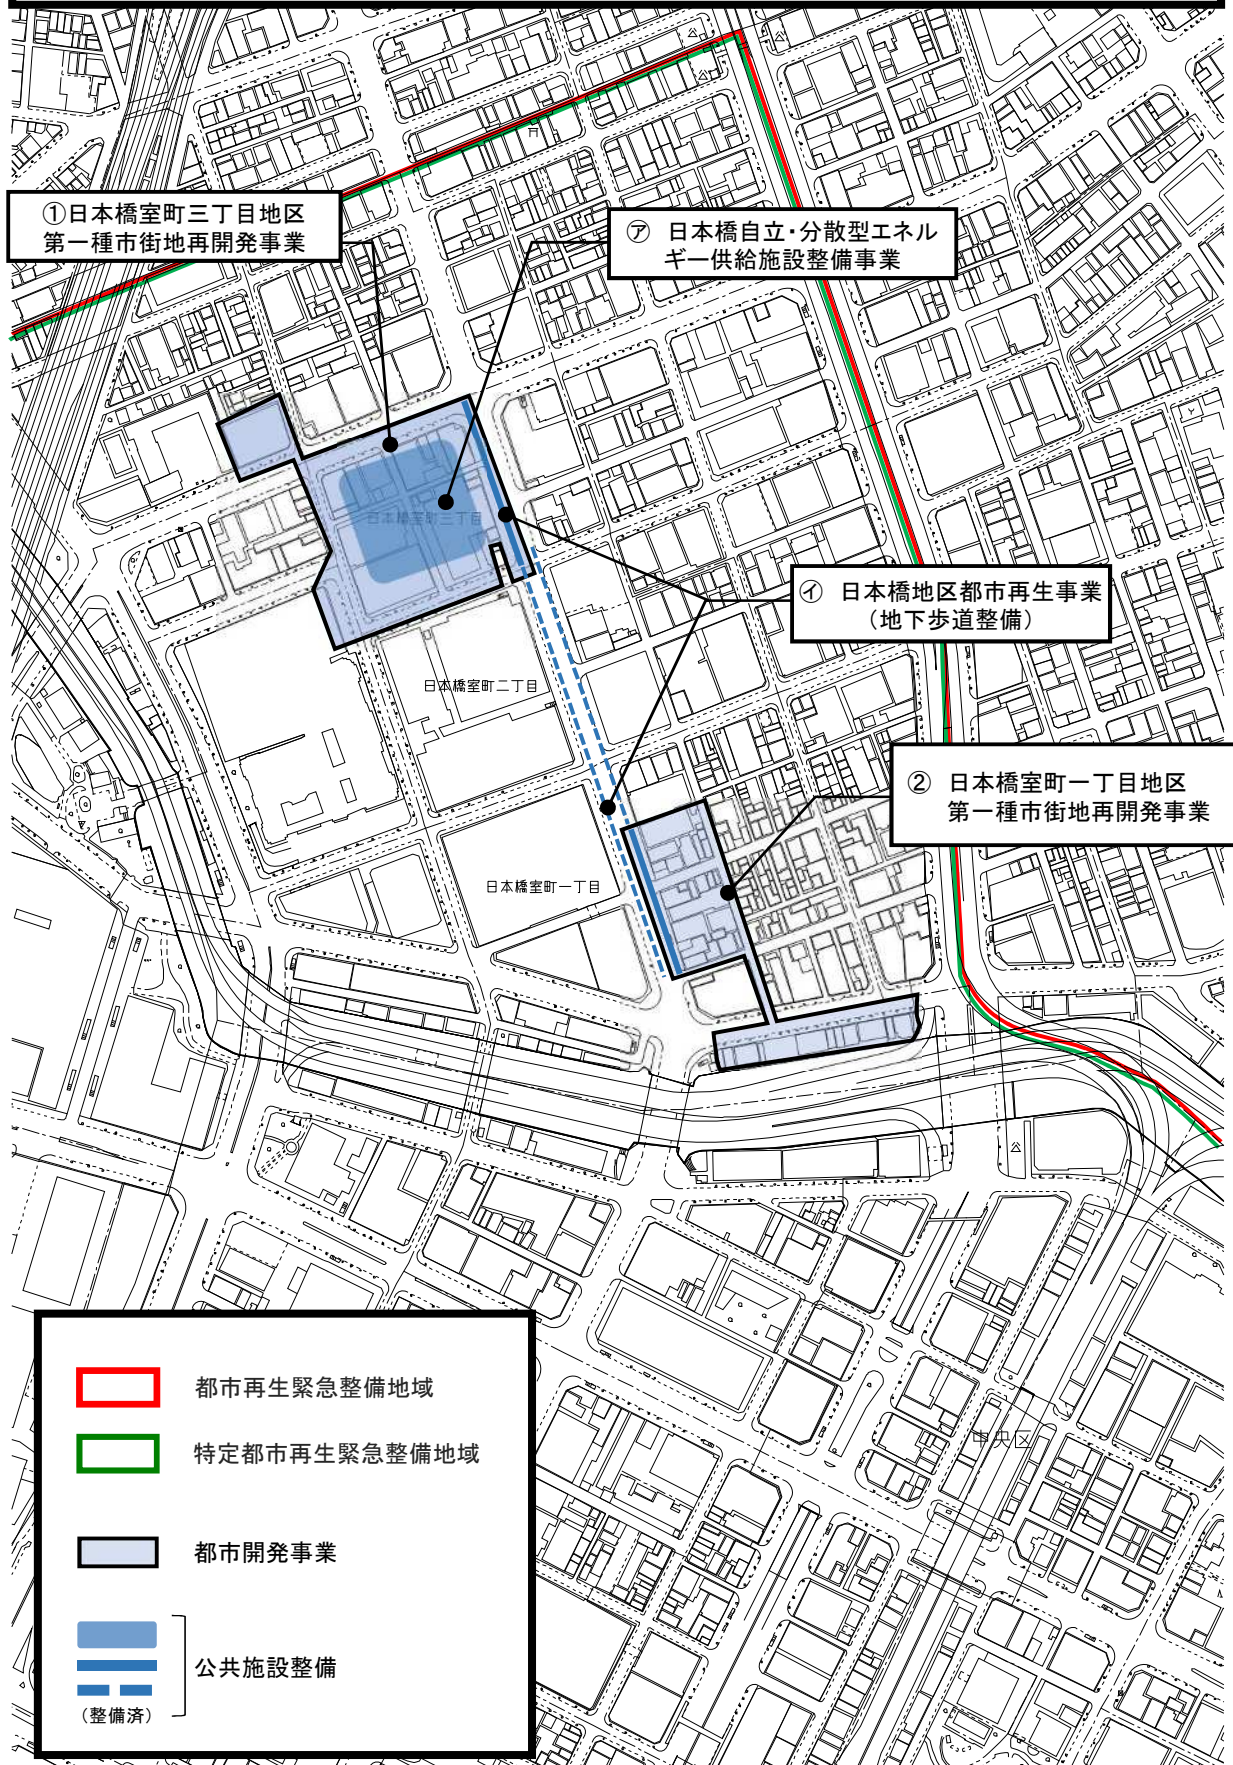 ①日本橋室町三丁目地区
第一種市街地再開発事業
㋐ 日本橋自立・分散型エネル
ギー供給施設整備事業
日本橋室町三丁目
㋑ 日本橋地区都市再生事業
（地下歩道整備）
日本橋室町二丁目
② 日本橋室町一丁目地区
第一種市街地再開発事業
日本橋室町一丁目
都市再生緊急整備地域
特定都市再生緊急整備地域
中央区
都市開発事業
公共施設整備
（整備済）